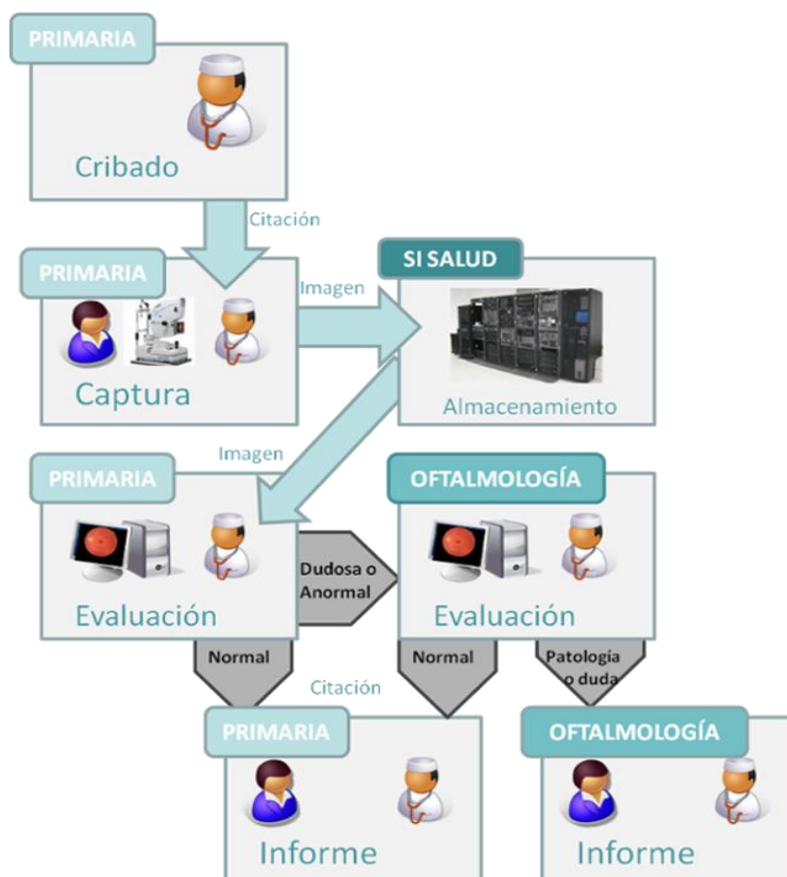 PRIMARIA
Cribado
Citación
PRIMARIA
Captura
Imagen
SI SALUD
Almacenamiento
Imagen
PRIMARIA
Evaluación
Dudosa o
Anormal
OFTALMOLOGÍA
Evaluación
Normal
Normal
Patología
o duda
Citación
PRIMARIA
Informe
OFTALMOLOGÍA
Informe